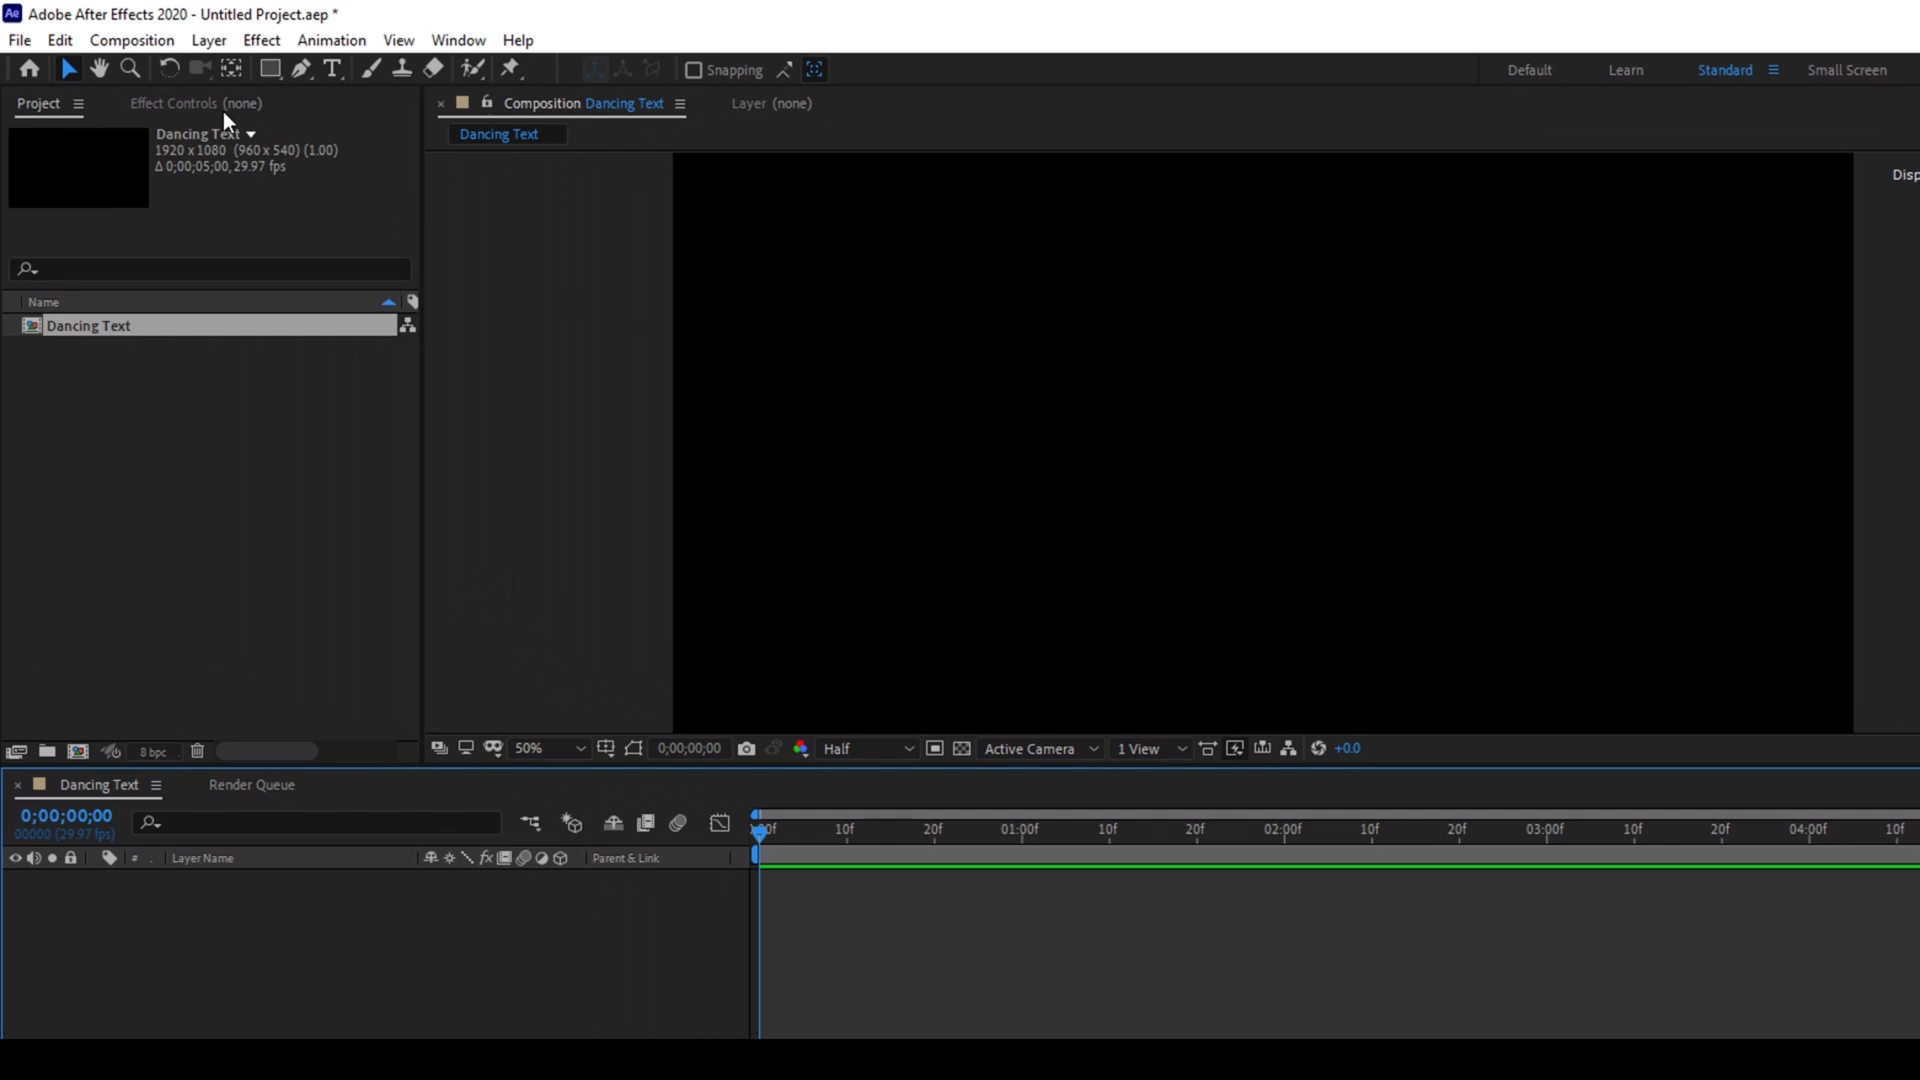 Ae Adobe After Effects 2020 - Untitled Project.aep *
File Edit Composition Layer Effect Animation View Window Help
T Snapping Default Learn Standard Small Screen
Project Effect Controls (none) × Composition Dancing Text Layer (none)
Dancing Text
Dancing Text
1920 x 1080 (960 x 540) (1.00)
Δ 0;00;05;00, 29.97 fps
Disp
Name
Dancing Text
8 bpc 50% 0;00;00;00 Half Active Camera 1 View +0.0
× Dancing Text Render Queue
0;00;00;00
00000 (29.97 fps)
00f 10f 20f 01:00f 10f 20f 02:00f 10f 20f 03:00f 10f 20f 04:00f 10f
# . Layer Name fx Parent & Link